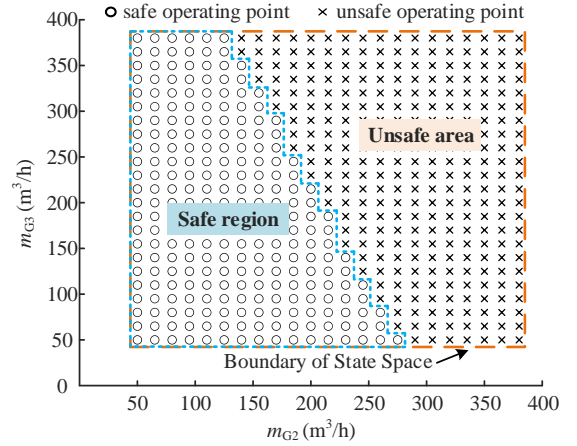 safe operating point unsafe operating point
400
350
300
250
200
150
100
50
0
m_G3 (m³/h)
Unsafe area
Safe region
Boundary of State Space
50 100 150 200 250 300 350 400
m_G2 (m³/h)